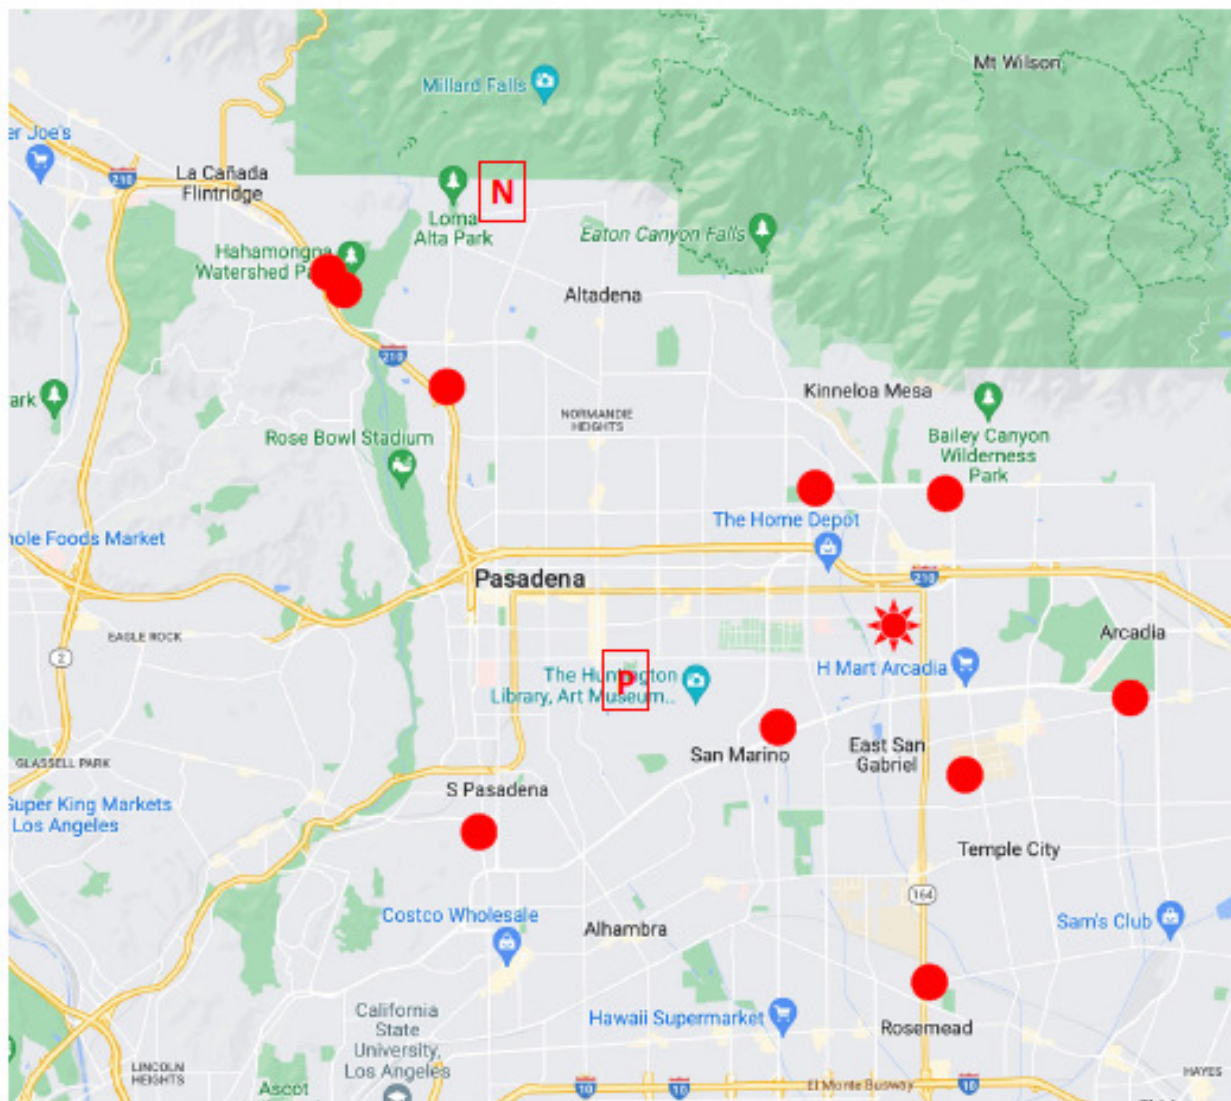 Mt Wilson
Millard Falls
er Joe's
210
La Cañada
Flintridge
N
Loma
Alta Park
Eaton Canyon Falls
Hahamongna
Watershed
Altadena
210
Kinneloa Mesa
ark
NORMANDIE
HEIGHTS
Rose Bowl Stadium
Bailey Canyon
Wilderness
Park
The Home Depot
hole Foods Market
Pasadena
210
EAGLE ROCK
Arcadia
2
H Mart Arcadia
The Huntington
Library, Art Museum...
P
San Marino
East San
Gabriel
GLASSELL PARK
S Pasadena
Super King Markets
Los Angeles
Temple City
164
Costco Wholesale
Alhambra
Sam's Club
California
State
University,
Los Angeles
Hawaii Supermarket
Rosemead
LINCOLN
HEIGHTS
HAYES
Ascot
10
10
El Monte Busway
10